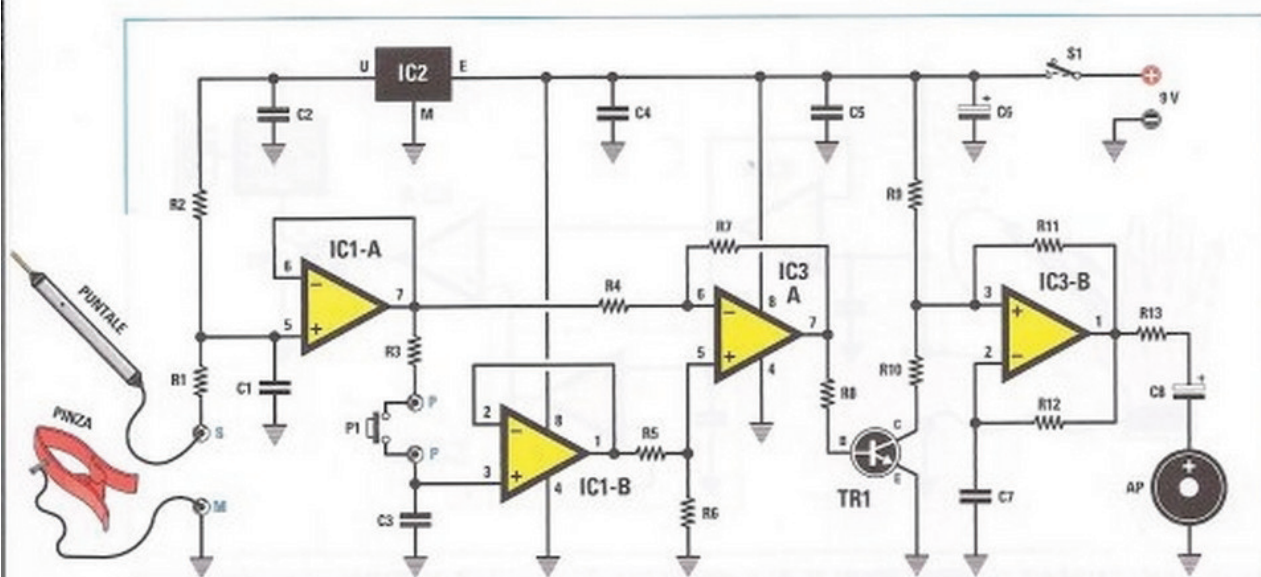 S1
U
IC2
E
C2
M
C4
C5
+
C6
+
9 V
−
R2
R9
IC1-A
R7
R11
IC3
A
IC3-B
6
−
7
R4
6
−
8
3
+
1
R13
PUNTALE
5
+
R3
5
+
7
4
2
−
R10
R1
C1
R8
+
C8
P
PINZA
P1
2
−
8
1
R5
R12
C
S
B
P
3
+
4
IC1-B
E
+
AP
M
TR1
C7
C3
R6